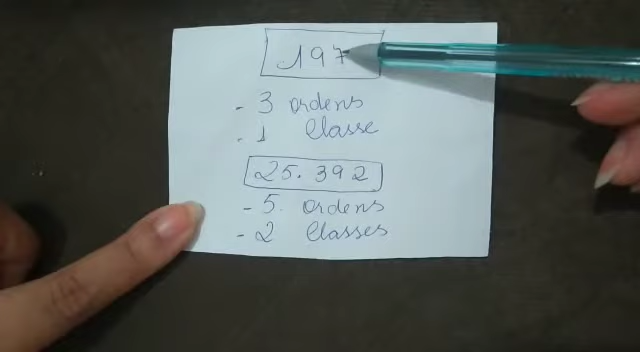 197
- 3 ordens
- 1 Classe
25.392
- 5. ordens
- 2 Classes